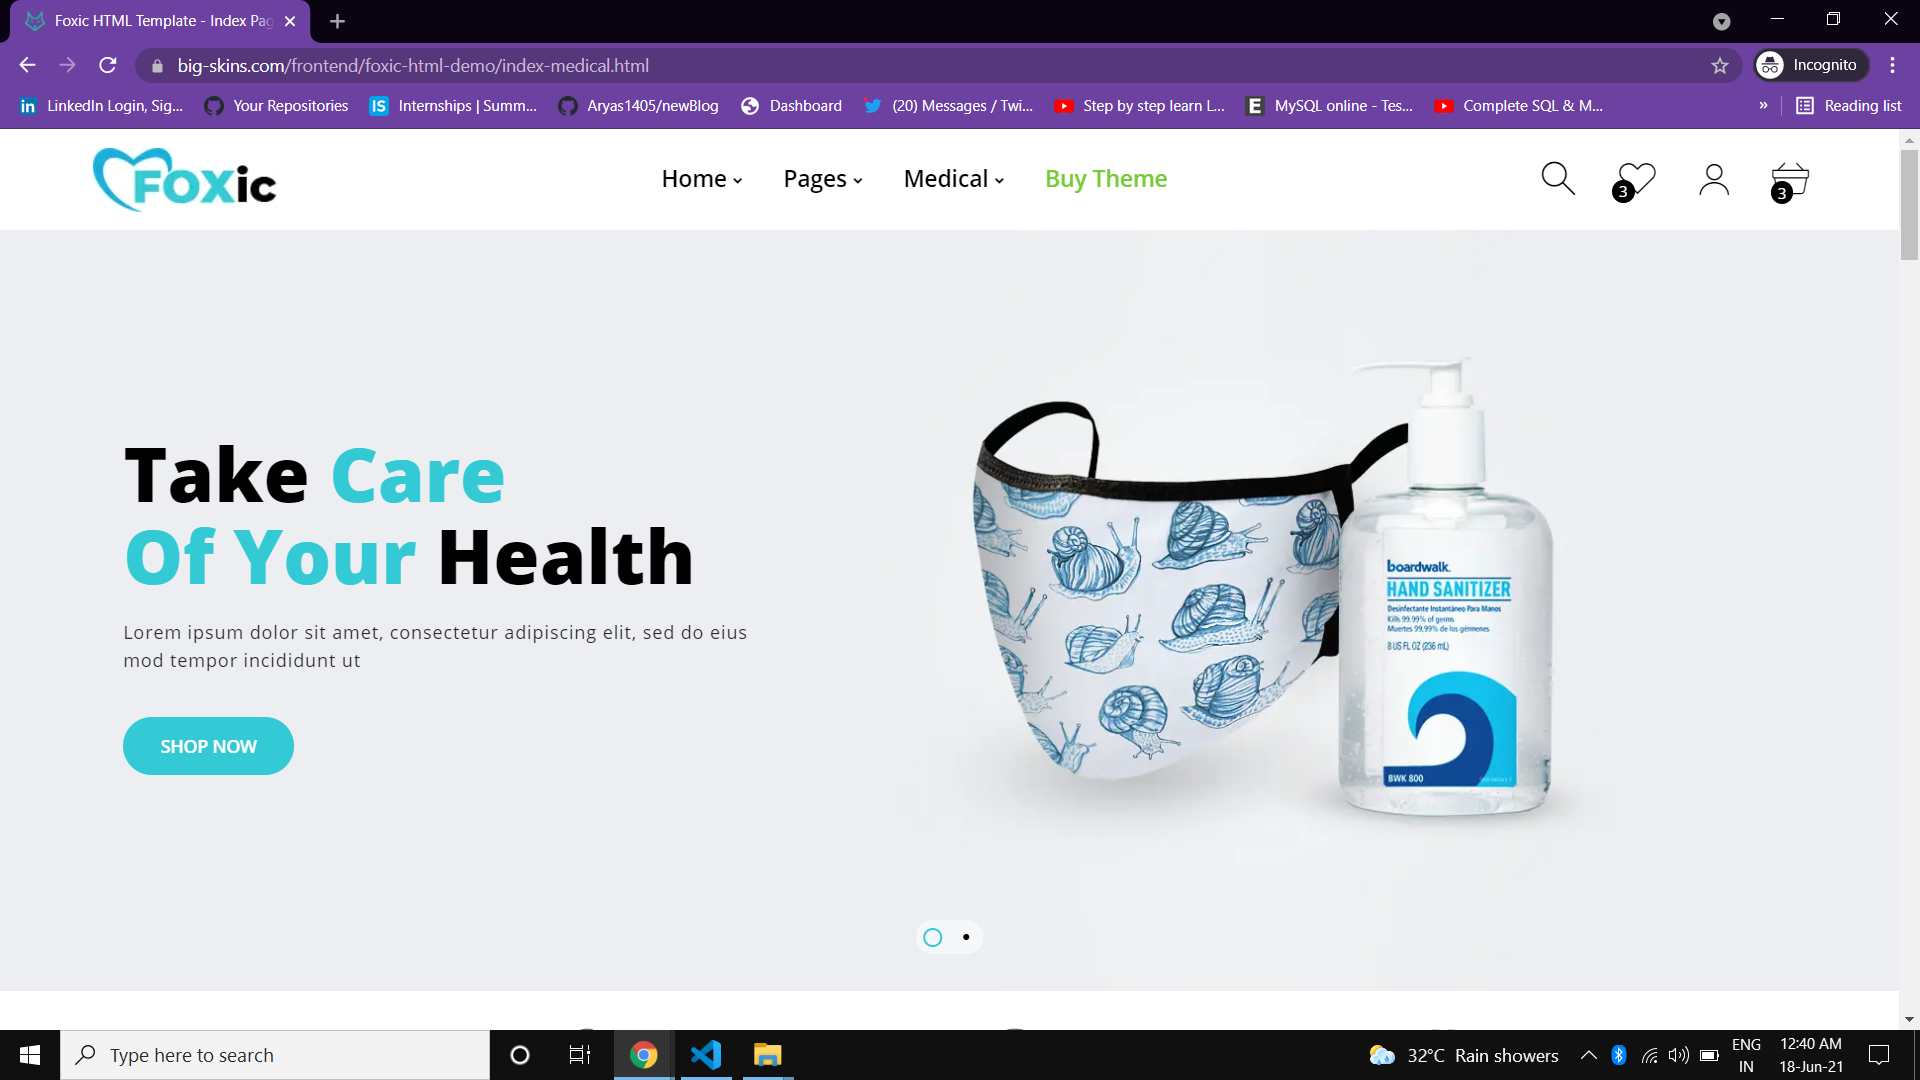 Foxic HTML Template - Index Pag
big-skins.com/frontend/foxic-html-demo/index-medical.html
Incognito
LinkedIn Login, Sig...
Your Repositories
Internships | Summ...
Aryas1405/newBlog
Dashboard
(20) Messages / Twi...
Step by step learn L...
MySQL online - Tes...
Complete SQL & M...
»
Reading list
Foxic
Home
Pages
Medical
Buy Theme
3
3
Take Care
Of Your Health
Lorem ipsum dolor sit amet, consectetur adipiscing elit, sed do eius
mod tempor incididunt ut
SHOP NOW
boardwalk.
HAND SANITIZER
Desinfectante Instantáneo Para Manos
Kills 99.99% of germs
Muertes 99.99% de los gérmenes
8 US FL OZ (236 mL)
BWK 800
Type here to search
32°C Rain showers
ENG
IN
12:40 AM
18-Jun-21